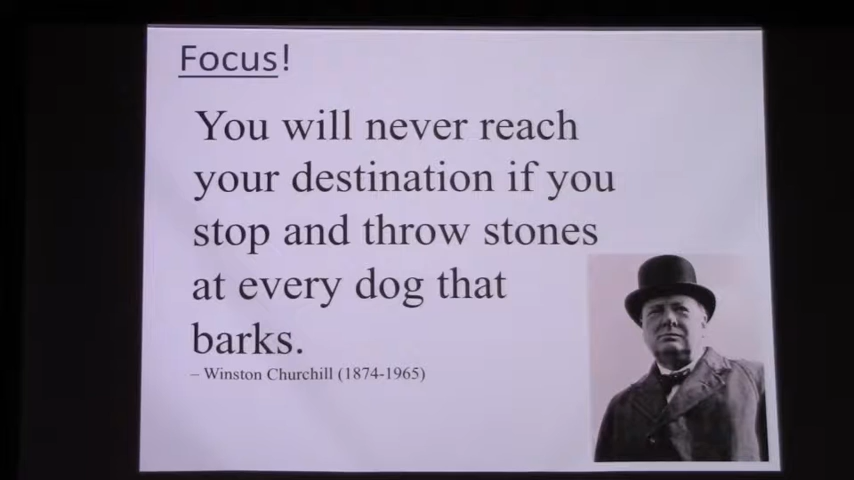 Focus!
You will never reach
your destination if you
stop and throw stones
at every dog that
barks.
– Winston Churchill (1874-1965)